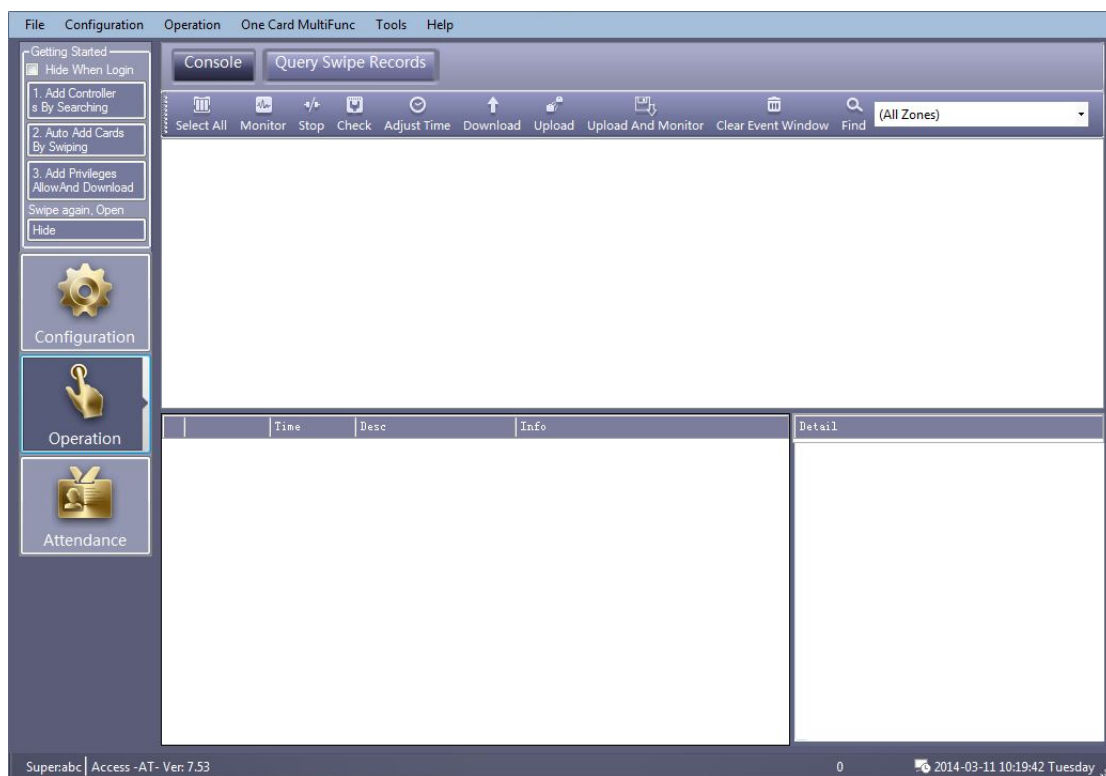 File Configuration Operation One Card MultiFunc Tools Help
Getting Started
Hide When Login
1. Add Controller
s By Searching
2. Auto Add Cards
By Swiping
3. Add Privileges
AllowAnd Download
Swipe again, Open
Hide
Configuration
Operation
Attendance
Console Query Swipe Records
Select All Monitor Stop Check Adjust Time Download Upload Upload And Monitor Clear Event Window Find (All Zones)
Time Desc Info Detail
Super:abc Access -AT- Ver: 7.53 0 2014-03-11 10:19:42 Tuesday